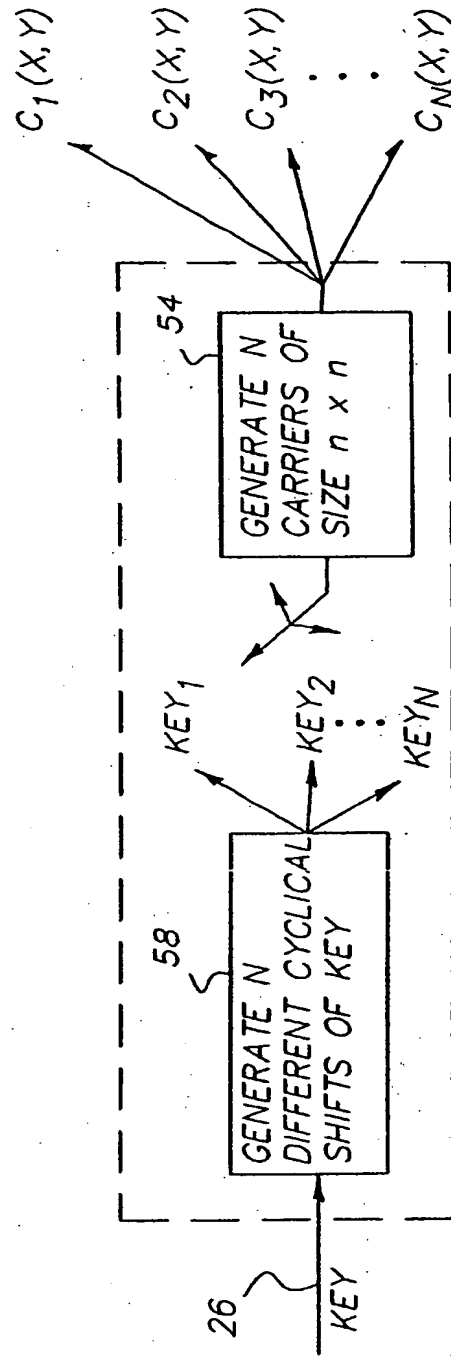 26
KEY
58
GENERATE N
DIFFERENT CYCLICAL
SHIFTS OF KEY
KEY1
KEY2
KEYN
54
GENERATE N
CARRIERS OF
SIZE n x n
C1(X,Y)
C2(X,Y)
C3(X,Y)
CN(X,Y)